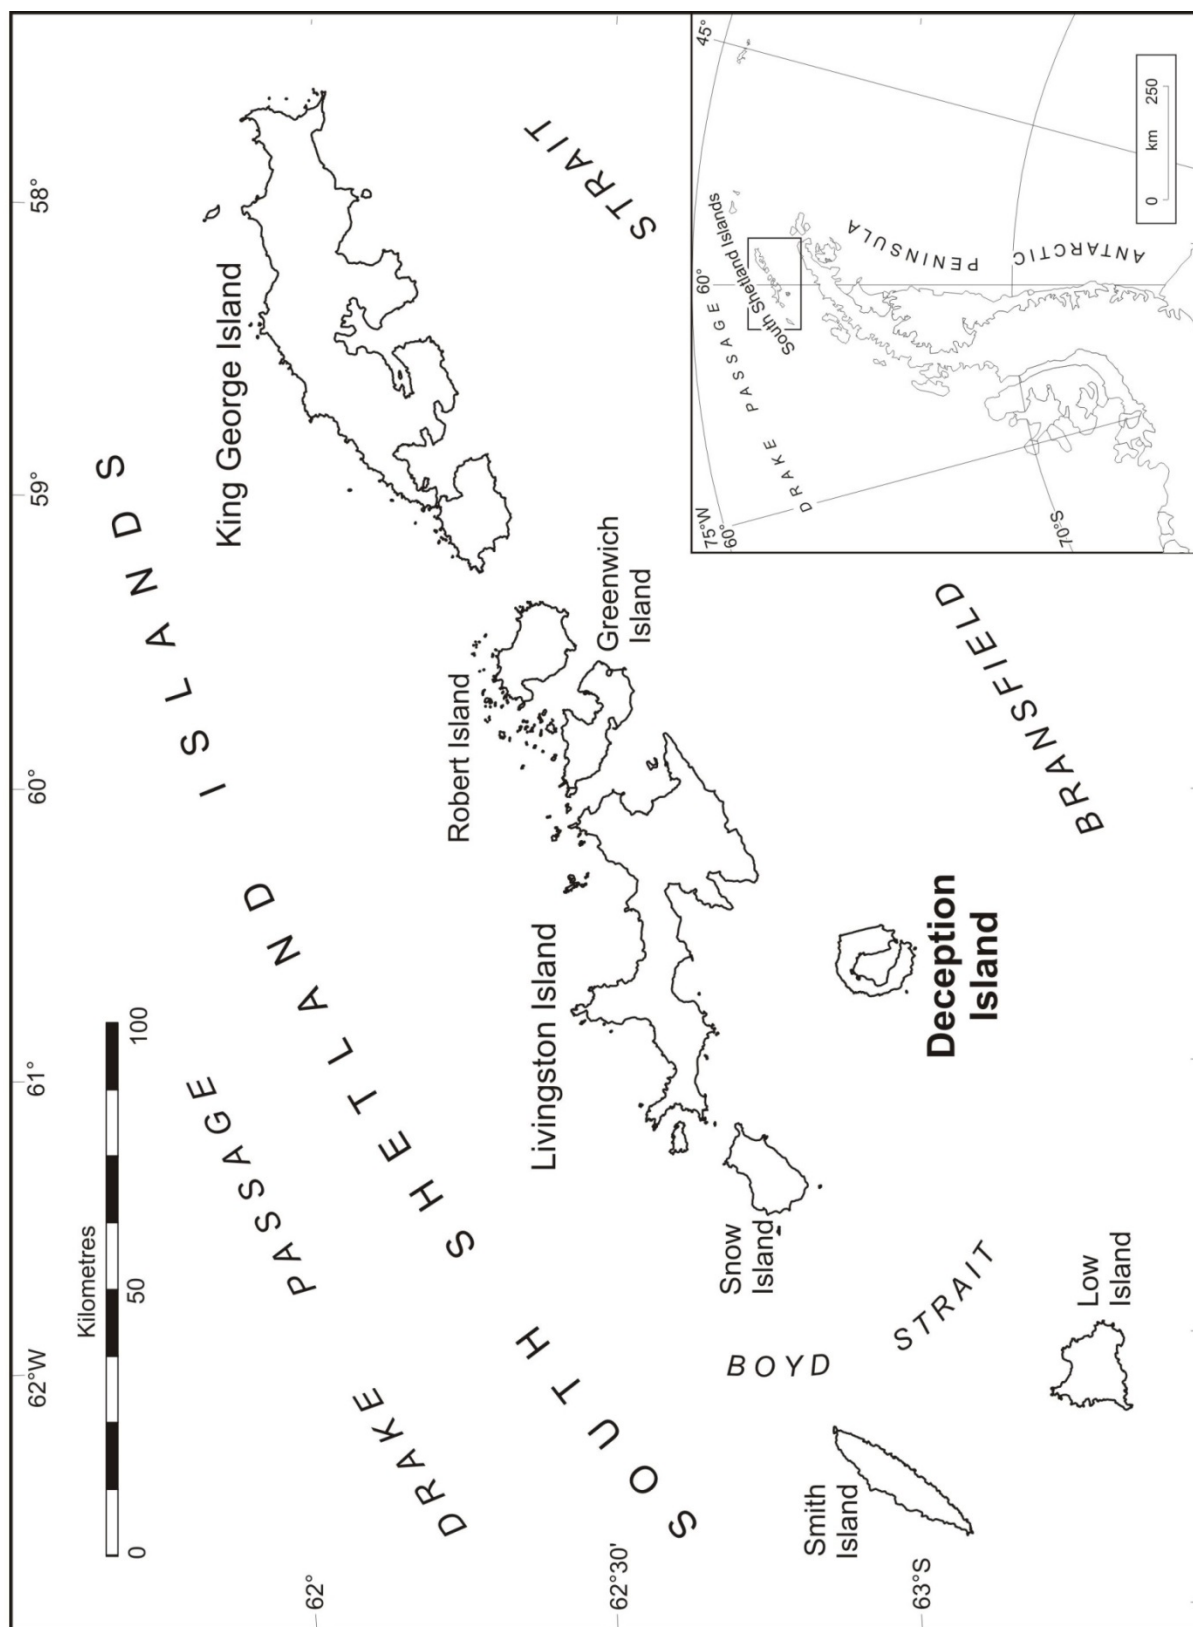 Kilometres
0
50
100
62°W
61°
60°
59°
58°
62°
62°30'
63°S
DRAKE PASSAGE
SOUTH SHETLAND ISLANDS
King George Island
Robert Island
Greenwich
Island
Livingston Island
Snow
Island
Smith
Island
Low
Island
Deception
Island
BOYD
STRAIT
BRANSFIELD
STRAIT
75°W
60°
60°
45°
70°S
DRAKE PASSAGE
South Shetland Islands
ANTARCTIC
PENINSULA
0
km
250